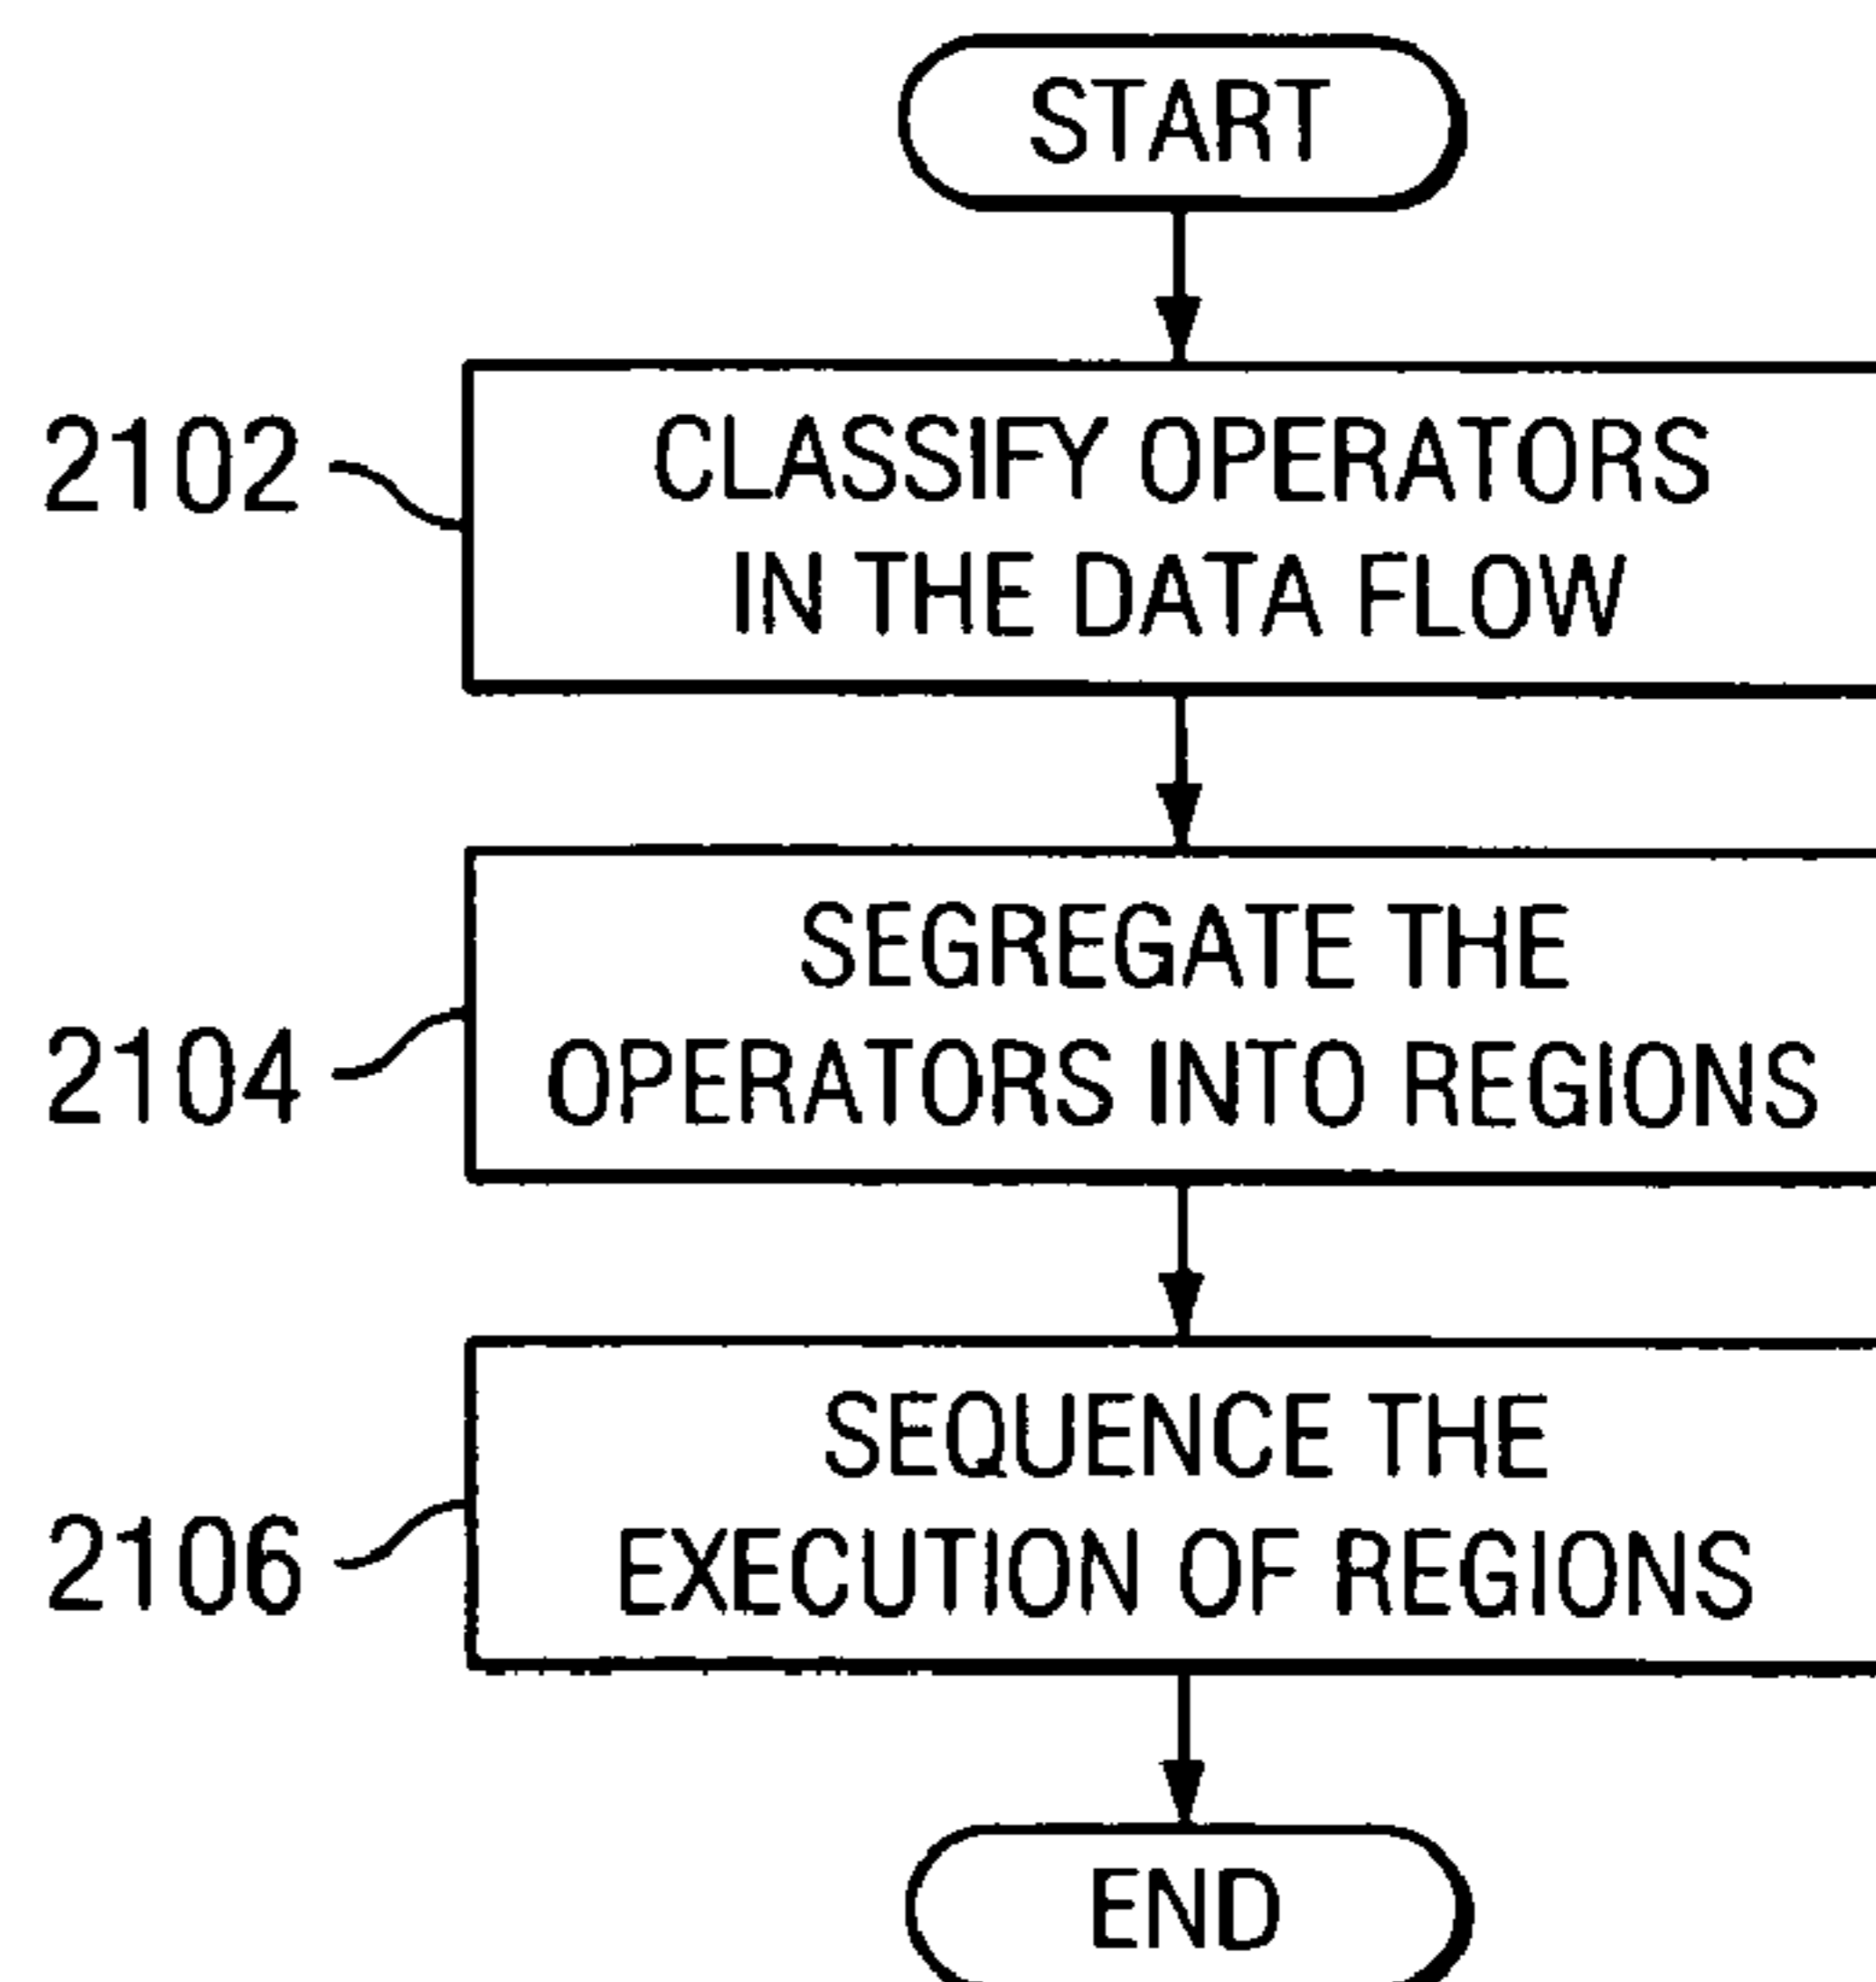 START
2102
CLASSIFY OPERATORS
IN THE DATA FLOW
2104
SEGREGATE THE
OPERATORS INTO REGIONS
2106
SEQUENCE THE
EXECUTION OF REGIONS
END